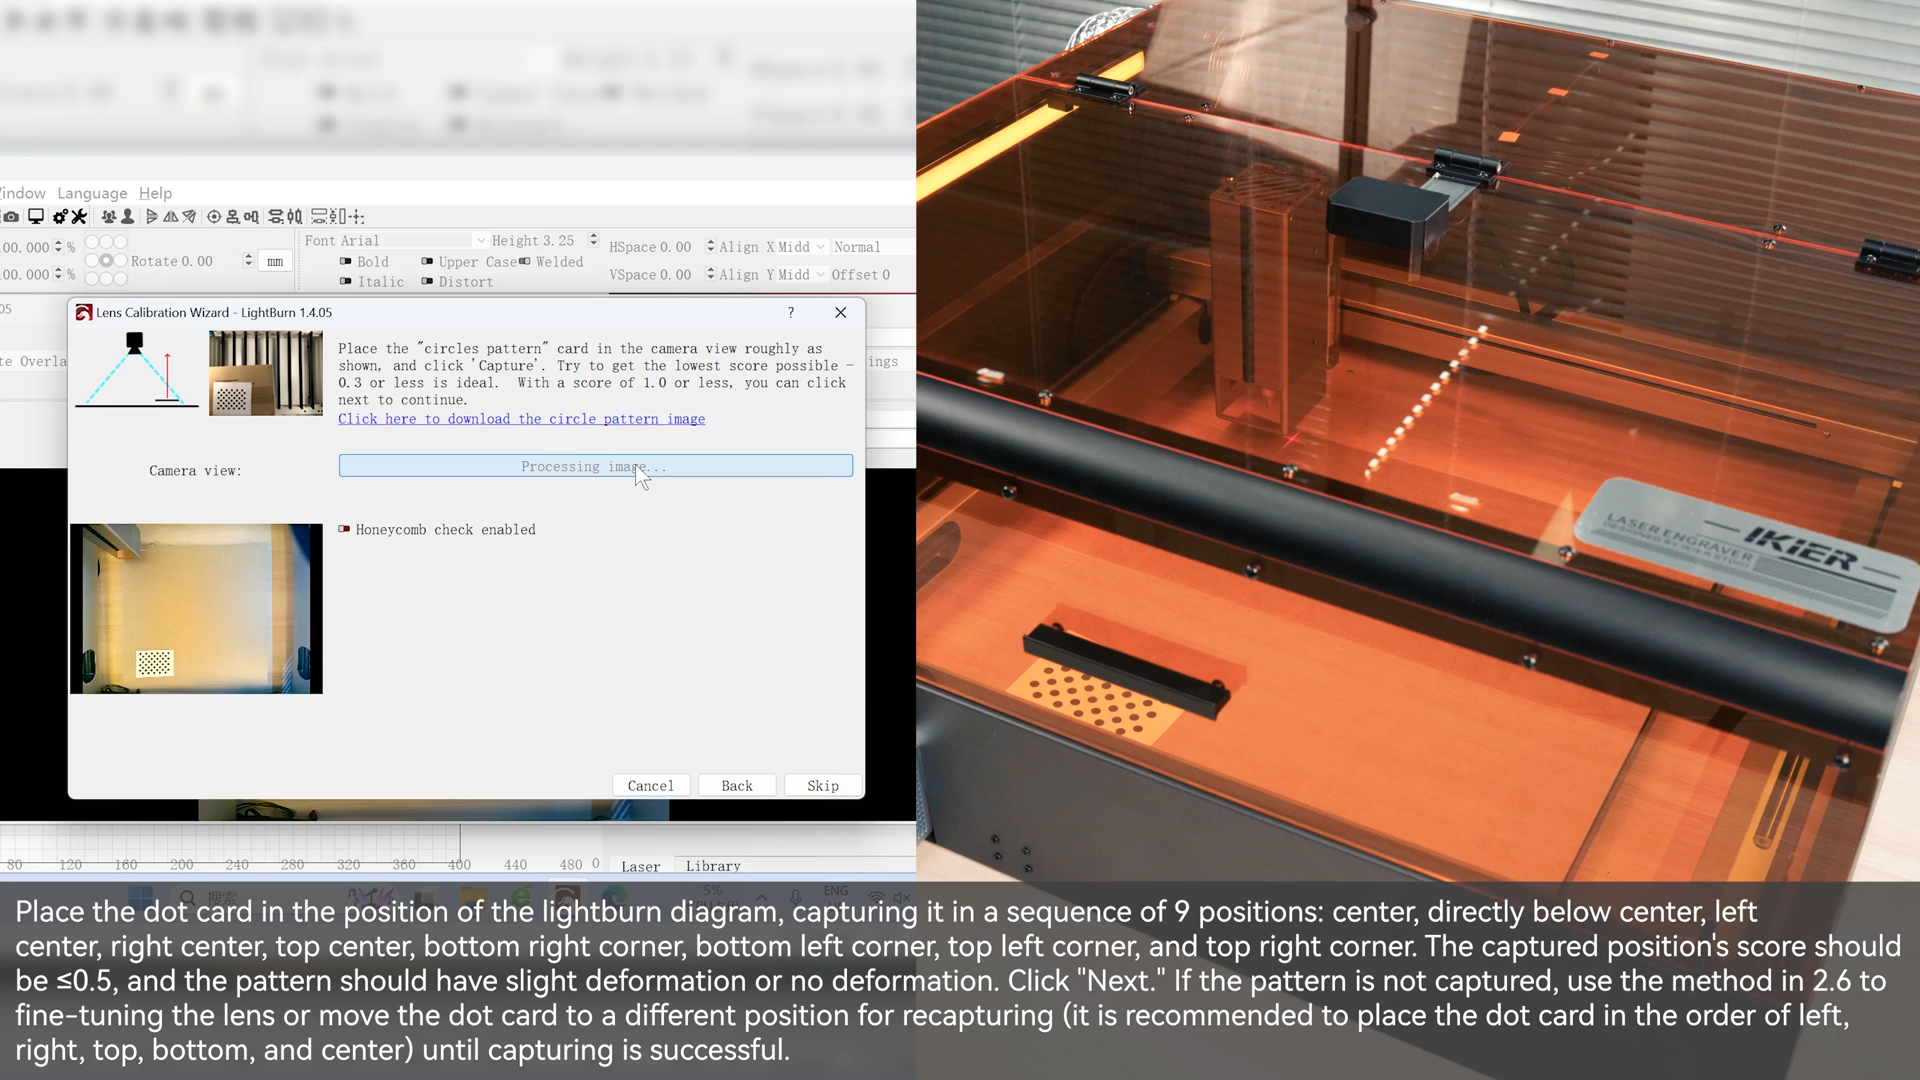 Window Language Help
00.000 %
Rotate 0.00
mm
Font Arial
Height 3.25
HSpace 0.00
Align X Midd
Normal
Bold
Upper Case
Welded
00.000 %
VSpace 0.00
Align Y Midd
Offset 0
Italic
Distort
05
Lens Calibration Wizard - LightBurn 1.4.05
?
te Overla
ings
Place the "circles pattern" card in the camera view roughly as
shown, and click 'Capture'. Try to get the lowest score possible -
0.3 or less is ideal. With a score of 1.0 or less, you can click
next to continue.
Click here to download the circle pattern image
Camera view:
Processing image...
Honeycomb check enabled
Cancel
Back
Skip
80 120 160 200 240 280 320 360 400 440 480 0
Laser
Library
搜索
5%
ENG
LASER ENGRAVER
DESIGNED BY IKIER STUDIO
IKIER
Place the dot card in the position of the lightburn diagram, capturing it in a sequence of 9 positions: center, directly below center, left
center, right center, top center, bottom right corner, bottom left corner, top left corner, and top right corner. The captured position's score should
be ≤0.5, and the pattern should have slight deformation or no deformation. Click "Next." If the pattern is not captured, use the method in 2.6 to
fine-tuning the lens or move the dot card to a different position for recapturing (it is recommended to place the dot card in the order of left,
right, top, bottom, and center) until capturing is successful.